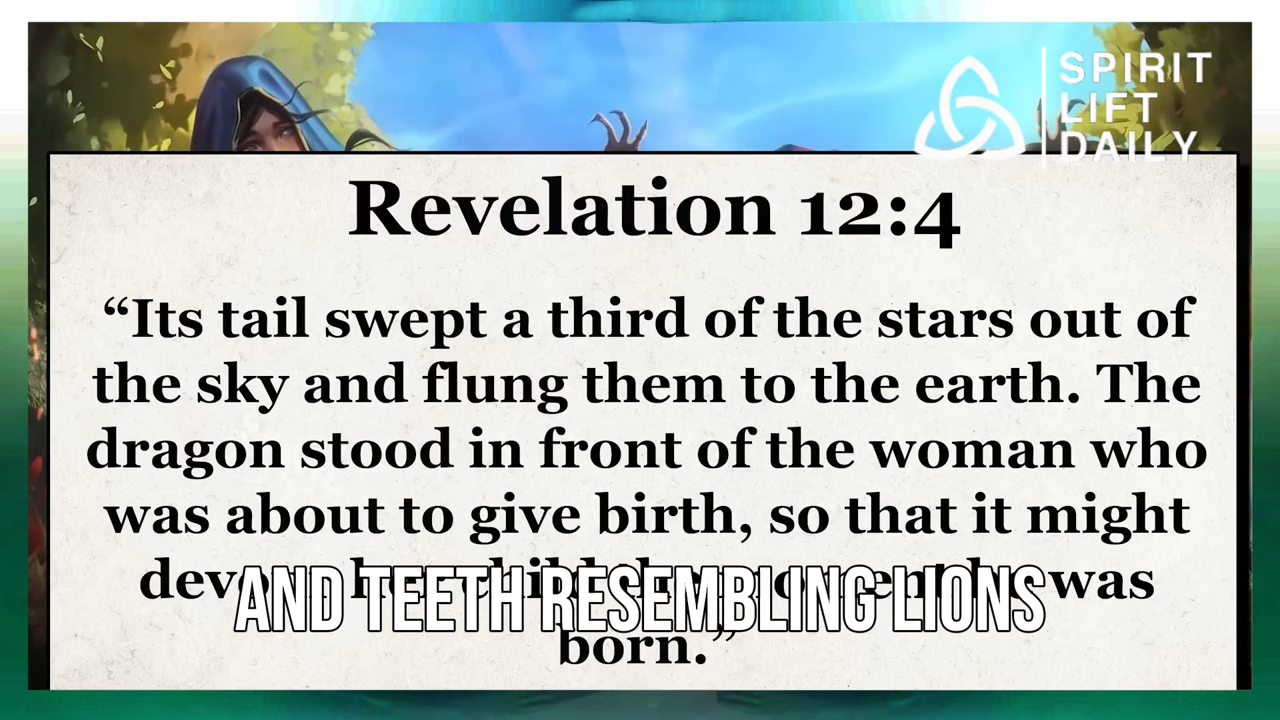 SPIRIT
LIFT
DAILY
Revelation 12:4
“Its tail swept a third of the stars out of
the sky and flung them to the earth. The
dragon stood in front of the woman who
was about to give birth, so that it might
was
AND TEETH RESEMBLING LIONS
born.”